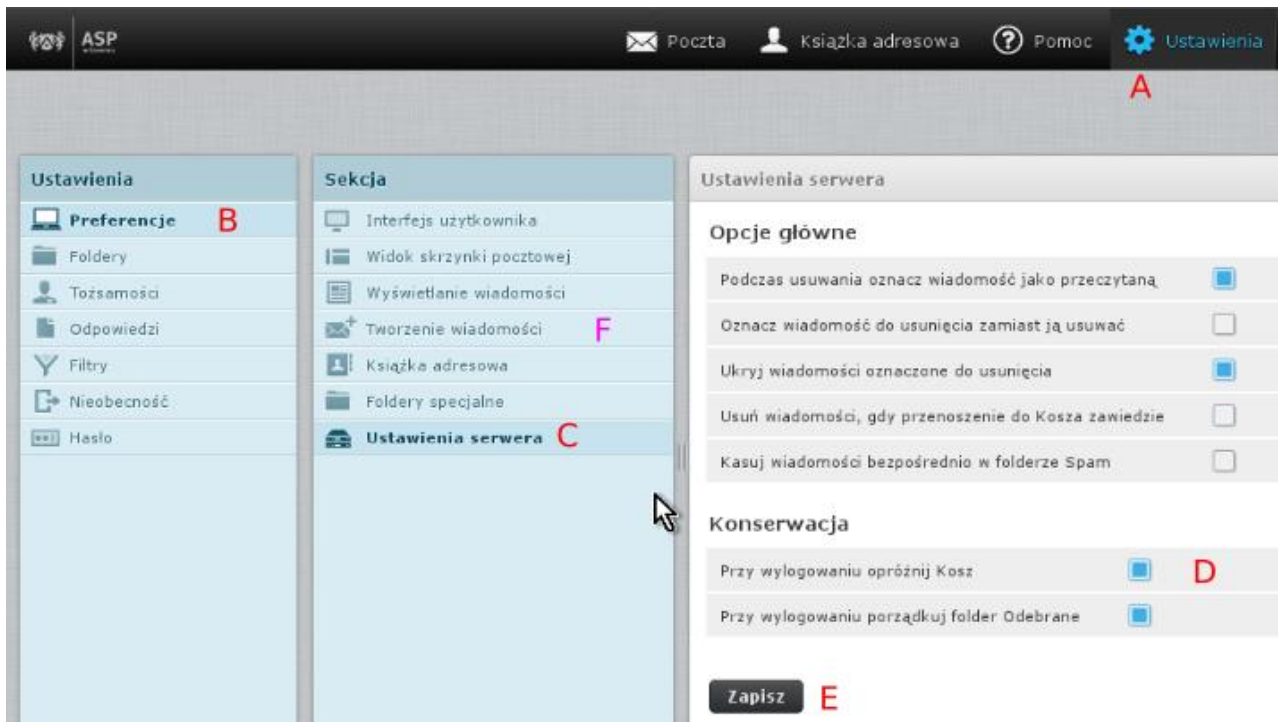 ASP
Poczta Książka adresowa Pomoc Ustawienia
A
Ustawienia
Preferencje B
Foldery
Tożsamości
Odpowiedzi
Filtry
Nieobecność
Hasło
Sekcja
Interfejs użytkownika
Widok skrzynki pocztowej
Wyświetlanie wiadomości
Tworzenie wiadomości F
Książka adresowa
Foldery specjalne
Ustawienia serwera C
Ustawienia serwera
Opcje główne
Podczas usuwania oznacz wiadomość jako przeczytaną
Oznacz wiadomość do usunięcia zamiast ją usuwać
Ukryj wiadomości oznaczone do usunięcia
Usuń wiadomości, gdy przenoszenie do Kosza zawiedzie
Kasuj wiadomości bezpośrednio w folderze Spam
Konserwacja
Przy wylogowaniu opróżnij Kosz D
Przy wylogowaniu porządkuj folder Odebrane
Zapisz E